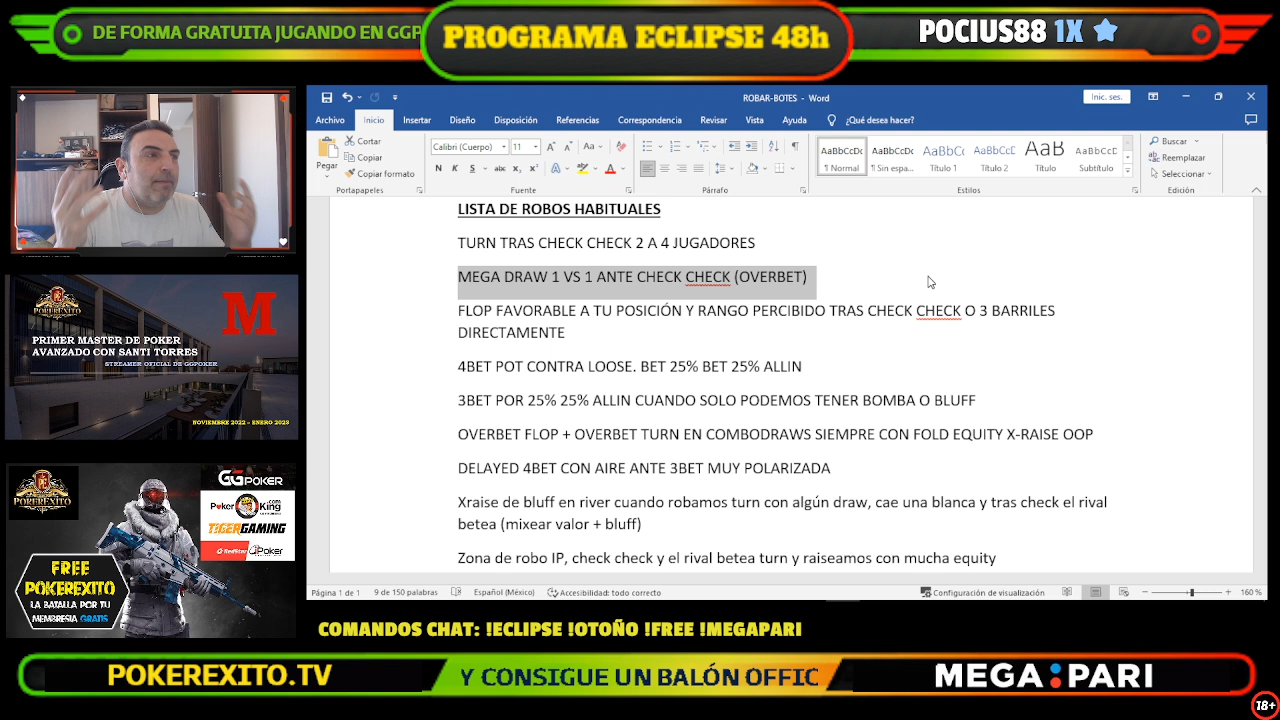 DE FORMA GRATUITA JUGANDO EN GGP
PROGRAMA ECLIPSE 48h
POCIUS88 1X
ROBAR-BOTES - Word
Inic. ses.
Archivo Inicio Insertar Diseño Disposición Referencias Correspondencia Revisar Vista Ayuda ¿Qué desea hacer?
Pegar
Cortar
Copiar
Copiar formato
Portapapeles
Calibri (Cuerpo) 11
N K S abc x₂ x²
Fuente
Párrafo
AaBbCcDc AaBbCcDc AaBbCc AaBbCcC AaB AaBbCcC
¶ Normal ¶ Sin espa... Título 1 Título 2 Título Subtítulo
Estilos
Buscar
Reemplazar
Seleccionar
Edición
LISTA DE ROBOS HABITUALES
TURN TRAS CHECK CHECK 2 A 4 JUGADORES
MEGA DRAW 1 VS 1 ANTE CHECK CHECK (OVERBET)
FLOP FAVORABLE A TU POSICIÓN Y RANGO PERCIBIDO TRAS CHECK CHECK O 3 BARRILES
DIRECTAMENTE
4BET POT CONTRA LOOSE. BET 25% BET 25% ALLIN
3BET POR 25% 25% ALLIN CUANDO SOLO PODEMOS TENER BOMBA O BLUFF
OVERBET FLOP + OVERBET TURN EN COMBODRAWS SIEMPRE CON FOLD EQUITY X-RAISE OOP
DELAYED 4BET CON AIRE ANTE 3BET MUY POLARIZADA
Xraise de bluff en river cuando robamos turn con algún draw, cae una blanca y tras check el rival
betea (mixear valor + bluff)
Zona de robo IP, check check y el rival betea turn y raiseamos con mucha equity
Página 1 de 1 9 de 150 palabras Español (México) Accesibilidad: todo correcto Configuración de visualización 160 %
POKEREXITO
M
PRIMER MASTER DE POKER
AVANZADO CON SANTI TORRES
STREAMER OFICIAL DE GGPOKER
NOVIEMBRE 2022 - ENERO 2023
POKEREXITO
GGPOKER
PokerKing.com
TIGERGAMING
RedStar
GGPoker
FREE
POKEREXITO
LA BATALLA POR TU
MEMBRESIA GRATIS
COMANDOS CHAT: !ECLIPSE !OTOÑO !FREE !MEGAPARI
POKEREXITO.TV
Y CONSIGUE UN BALÓN OFFIC
MEGA PARI
18+